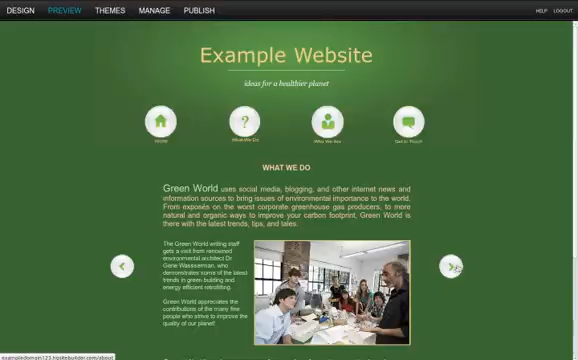 DESIGN PREVIEW THEMES MANAGE PUBLISH HELP LOGOUT
Example Website
ideas for a healthier planet
HOME What We Do Who We Are Get In Touch
WHAT WE DO
Green World uses social media, blogging, and other internet news and
information sources to bring issues of environmental importance to the world.
From exposés on the worst corporate greenhouse gas producers, to more
natural and organic ways to improve your carbon footprint, Green World is
there with the latest trends, tips, and tales.
The Green World writing staff
gets a visit from renowned
environmental architect Dr.
Gene Wasserman, who
demonstrates some of the latest
trends in green building and
energy efficient retrofitting.
Green World appreciates the
contributions of the many fine
people who strive to improve the
quality of our planet!